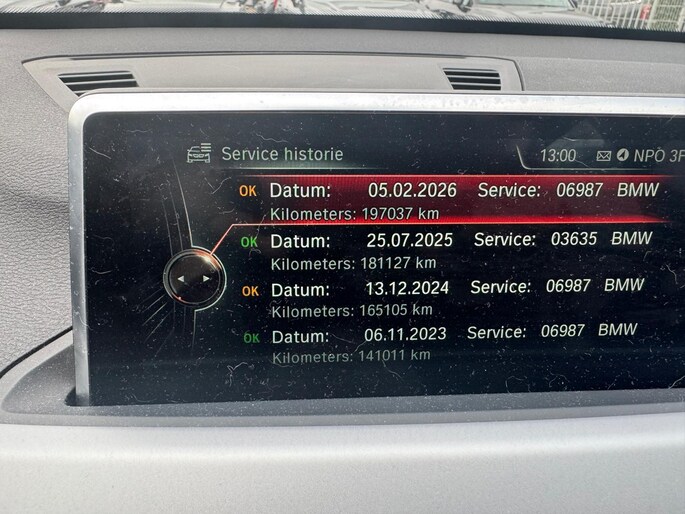 Service historie
13:00 NPO 3F
OK Datum: 05.02.2026 Service: 06987 BMW
Kilometers: 197037 km
OK Datum: 25.07.2025 Service: 03635 BMW
Kilometers: 181127 km
OK Datum: 13.12.2024 Service: 06987 BMW
Kilometers: 165105 km
OK Datum: 06.11.2023 Service: 06987 BMW
Kilometers: 141011 km